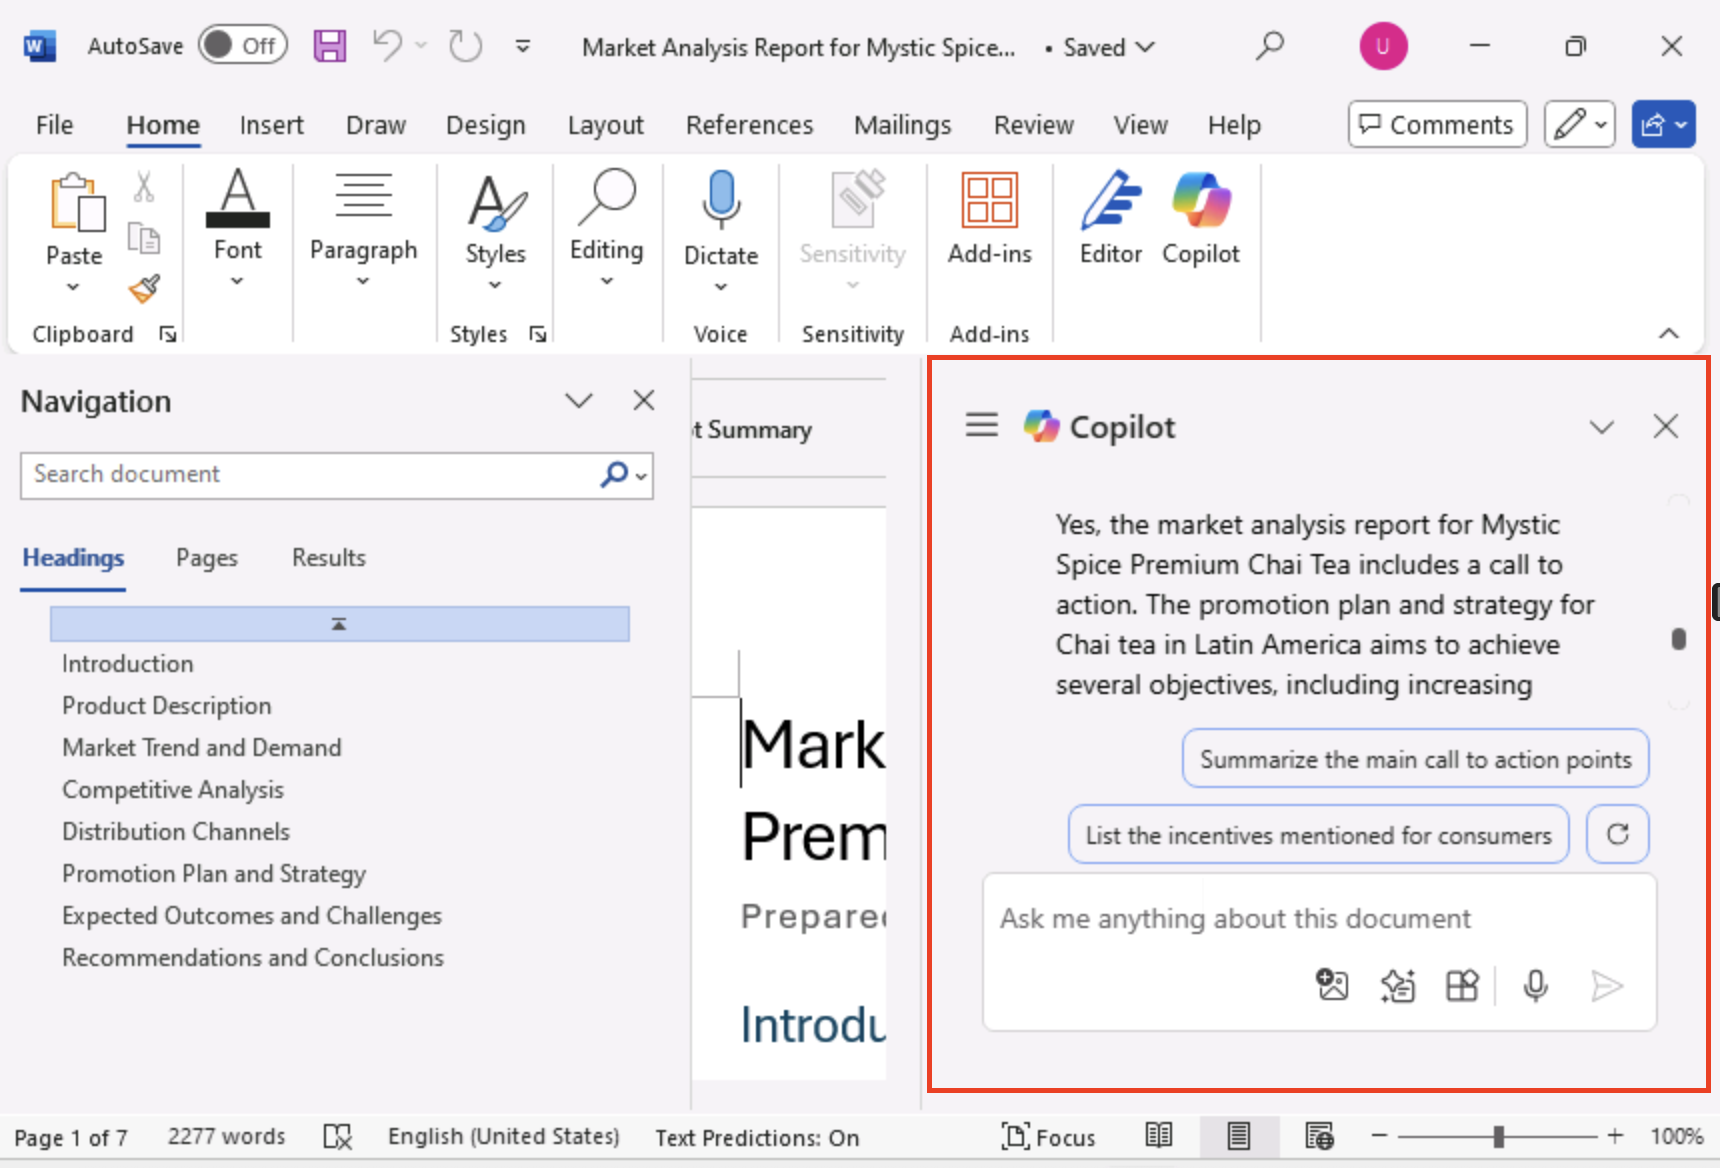 W
AutoSave Off Market Analysis Report for Mystic Spice... • Saved U
File Home Insert Draw Design Layout References Mailings Review View Help Comments
Paste Font Paragraph Styles Editing Dictate Sensitivity Add-ins Editor Copilot
Clipboard Styles Voice Sensitivity Add-ins
Navigation
Search document
Headings Pages Results
Introduction
Product Description
Market Trend and Demand
Competitive Analysis
Distribution Channels
Promotion Plan and Strategy
Expected Outcomes and Challenges
Recommendations and Conclusions
t Summary
Mark
Prem
Prepared
Introdu
Copilot
Yes, the market analysis report for Mystic
Spice Premium Chai Tea includes a call to
action. The promotion plan and strategy for
Chai tea in Latin America aims to achieve
several objectives, including increasing
Summarize the main call to action points
List the incentives mentioned for consumers
Ask me anything about this document
Page 1 of 7 2277 words English (United States) Text Predictions: On Focus 100%